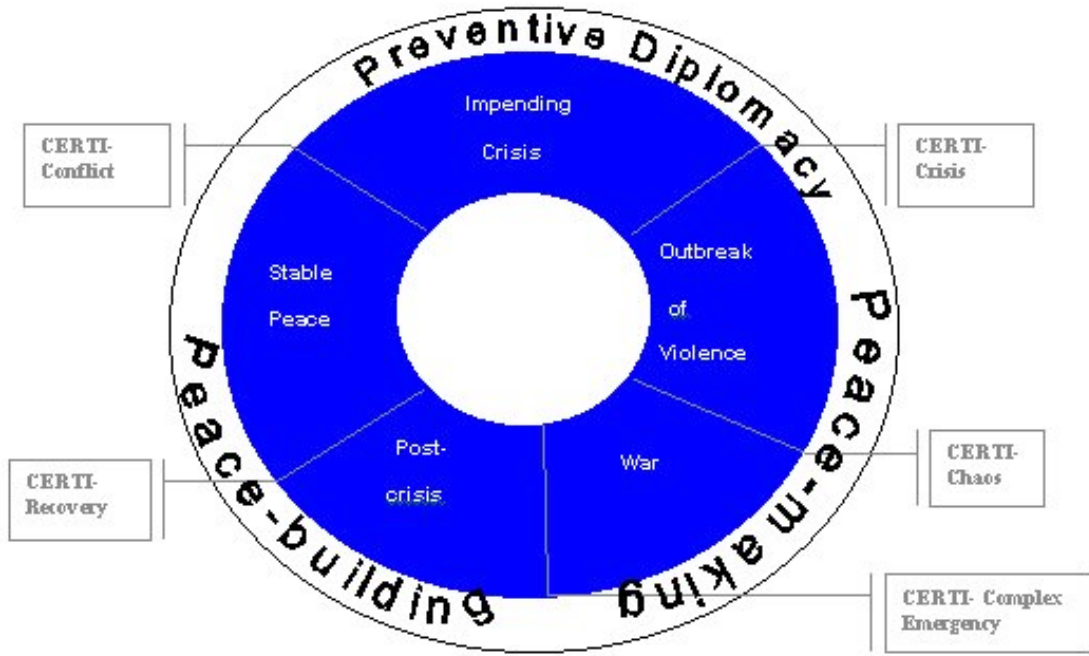 Preventive Diplomacy
Impending
Crisis
CERTI-
Conflict
CERTI-
Crisis
Stable
Peace
Outbreak
of
Violence
Peace-building
Peace-making
Post-
crisis
War
CERTI-
Recovery
CERTI-
Chaos
CERTI- Complex
Emergency